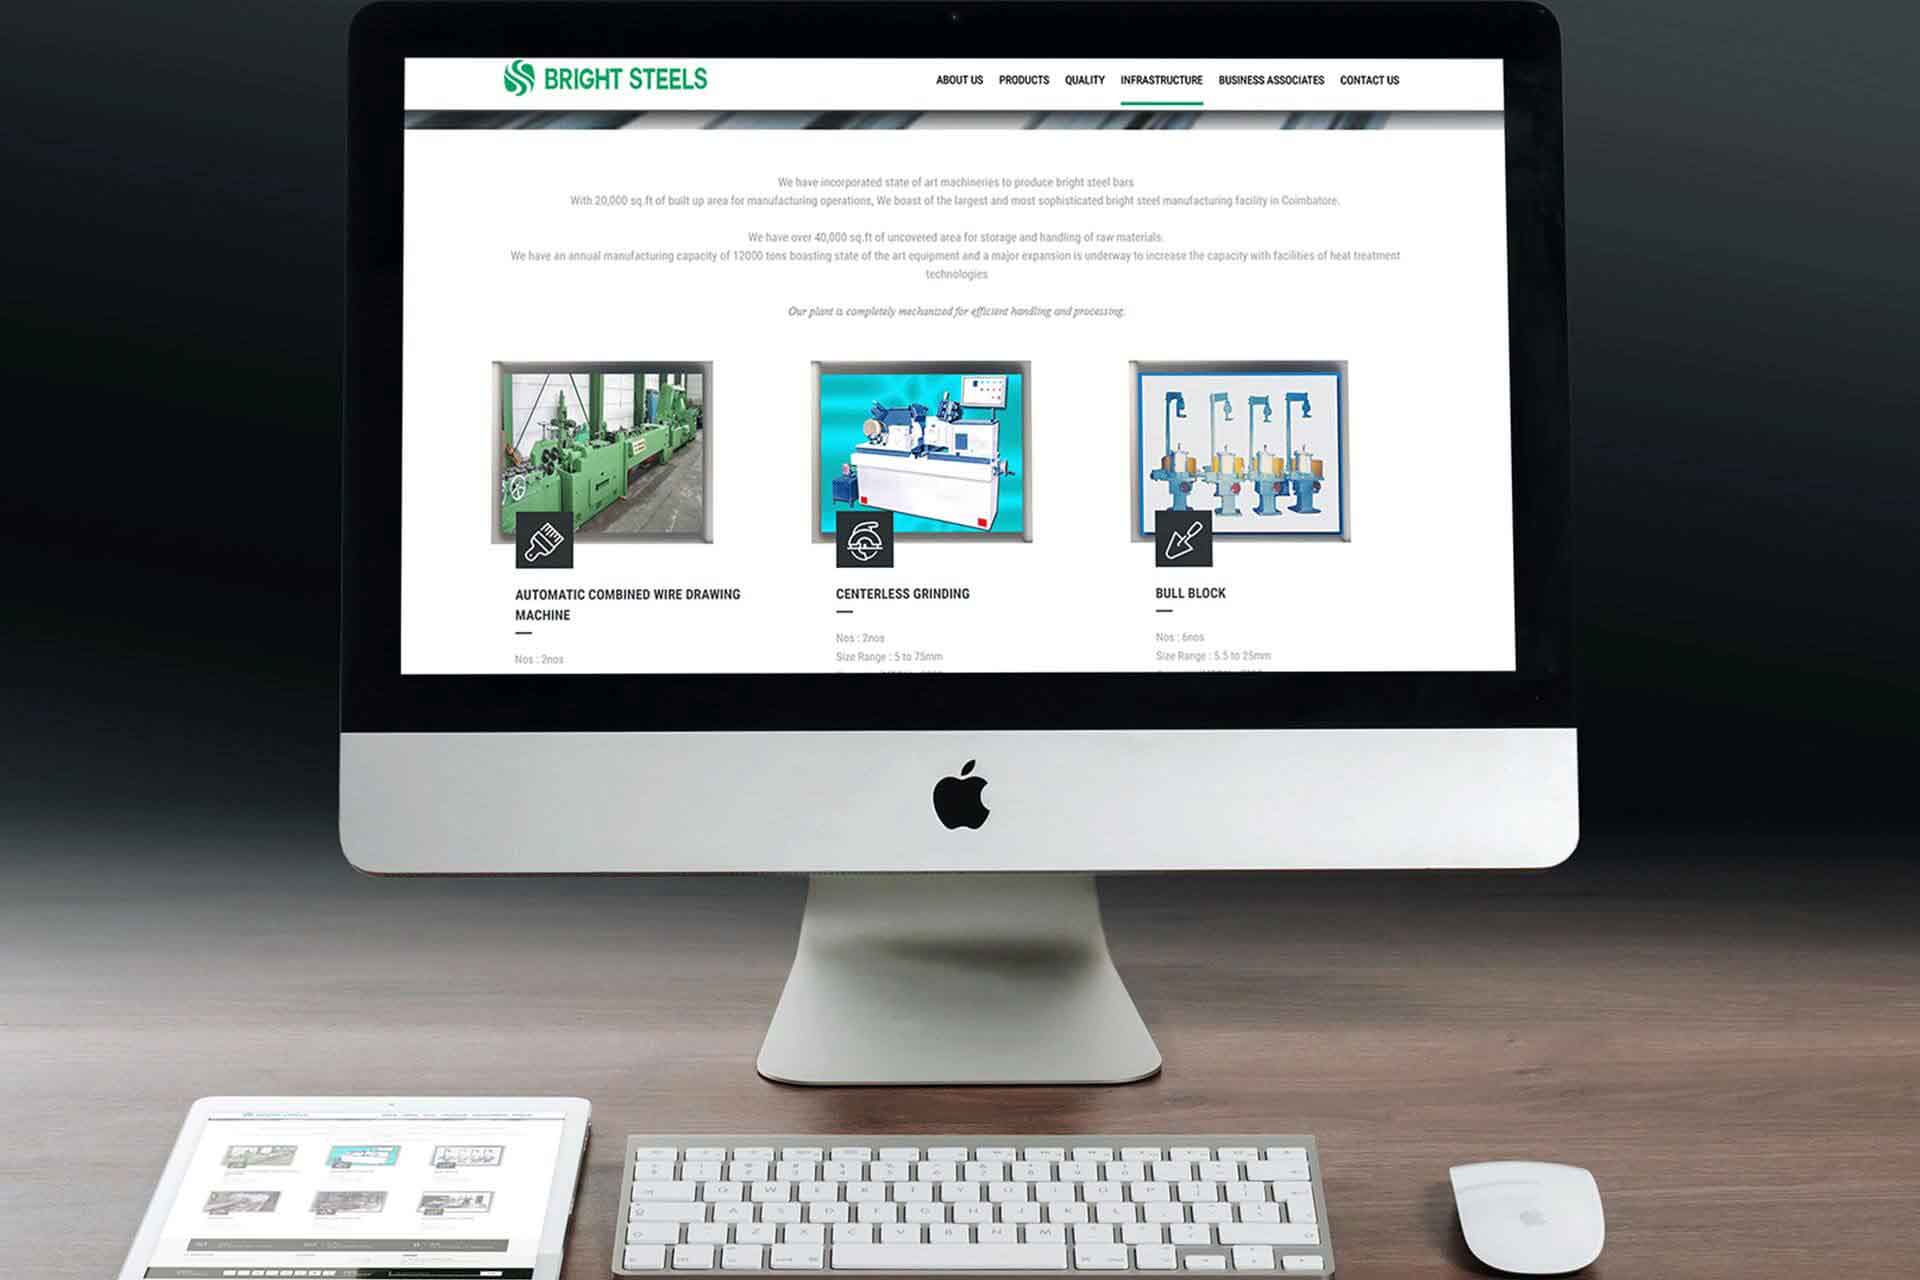 BRIGHT STEELS
ABOUT US PRODUCTS QUALITY INFRASTRUCTURE BUSINESS ASSOCIATES CONTACT US
We have incorporated state of art machineries to produce bright steel bars
With 20,000 sq.ft of built up area for manufacturing operations, We boast of the largest and most sophisticated bright steel manufacturing facility in Coimbatore.
We have over 40,000 sq.ft of uncovered area for storage and handling of raw materials.
We have an annual manufacturing capacity of 12000 tons boasting state of the art equipment and a major expansion is underway to increase the capacity with facilities of heat treatment
technologies
Our plant is completely mechanized for efficient handling and processing.
AUTOMATIC COMBINED WIRE DRAWING
MACHINE
Nos : 2nos
CENTERLESS GRINDING
Nos : 2nos
Size Range : 5 to 75mm
BULL BLOCK
Nos : 6nos
Size Range : 5.5 to 25mm